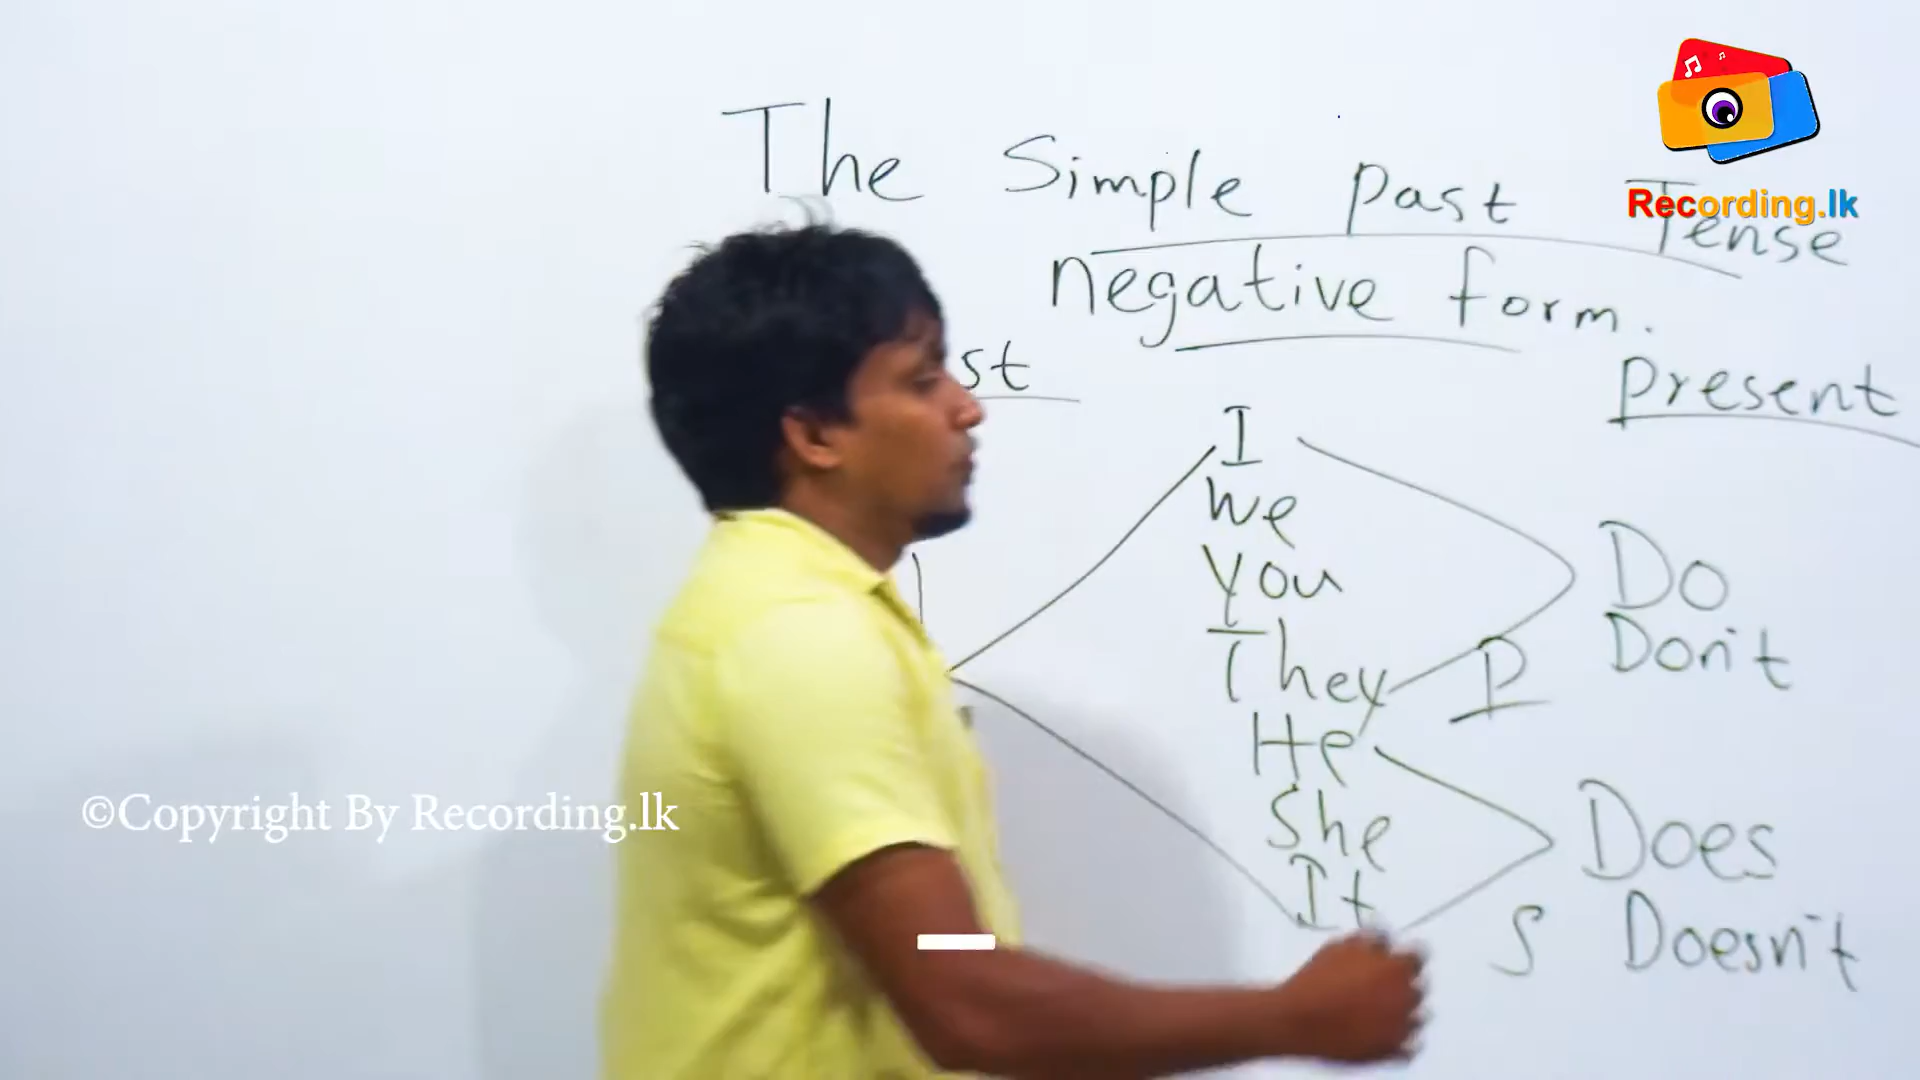 The Simple past Tense
negative form.
present
I
we
you
They
He
She
It
P
S
Do
Don't
Does
Doesn't
Recording.lk
©Copyright By Recording.lk